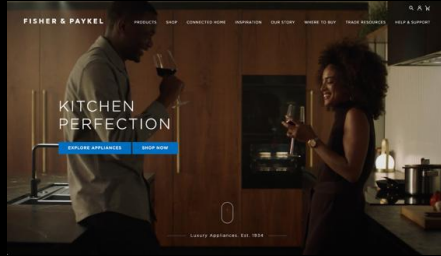 FISHER & PAYKEL
PRODUCTS SHOP CONNECTED HOME INSPIRATION OUR STORY WHERE TO BUY TRADE RESOURCES HELP & SUPPORT
KITCHEN
PERFECTION
EXPLORE APPLIANCES SHOP NOW
Luxury Appliances. Est. 1934